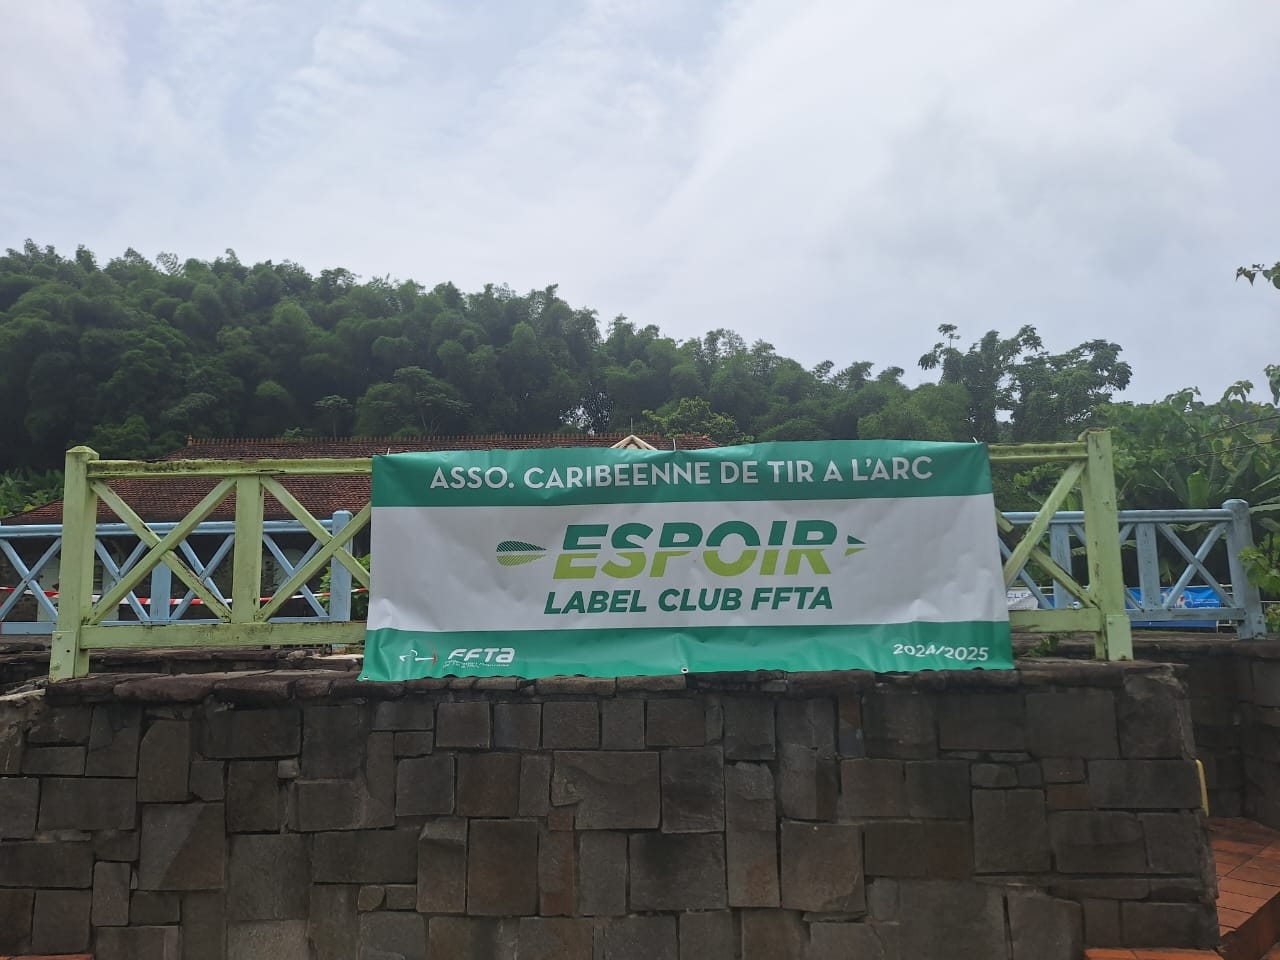 ASSO. CARIBEENNE DE TIR A L'ARC
ESPOIR
LABEL CLUB FFTA
FFTA
2024/2025